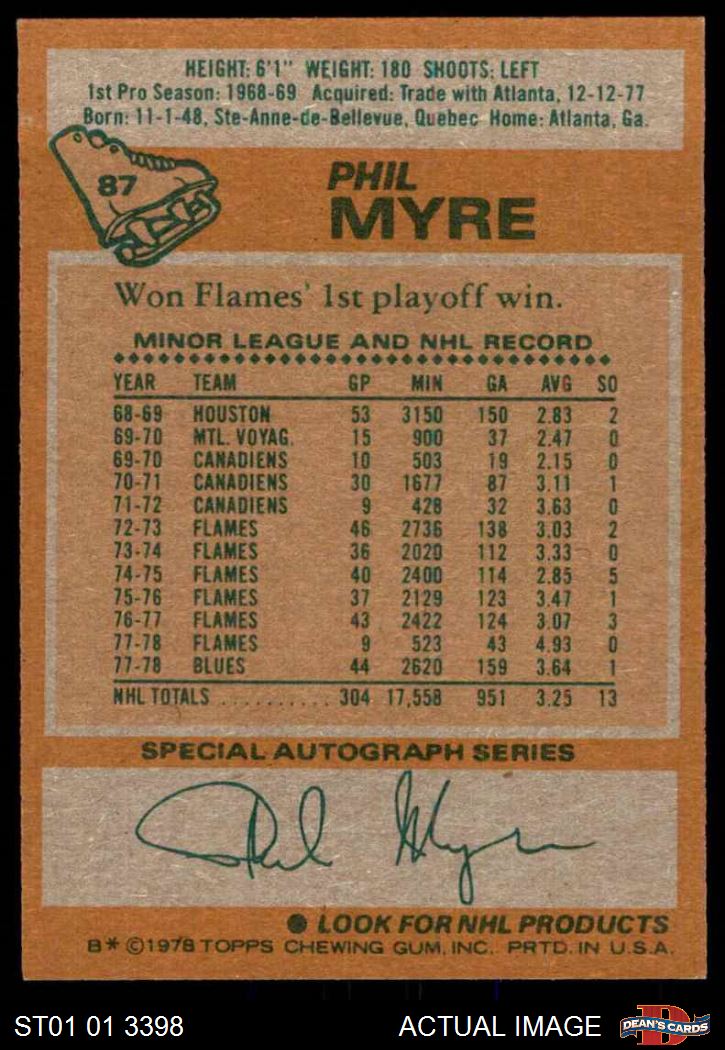 HEIGHT: 6'1" WEIGHT: 180 SHOOTS: LEFT
1st Pro Season: 1968-69 Acquired: Trade with Atlanta, 12-12-77
Born: 11-1-48, Ste-Anne-de-Bellevue, Quebec Home: Atlanta, Ga.
87
PHIL
MYRE
Won Flames' 1st playoff win.
MINOR LEAGUE AND NHL RECORD
YEAR TEAM GP MIN GA AVG SO
68-69 HOUSTON 53 3150 150 2.83 2
69-70 MTL. VOYAG. 15 900 37 2.47 0
69-70 CANADIENS 10 503 19 2.15 0
70-71 CANADIENS 30 1677 87 3.11 1
71-72 CANADIENS 9 428 32 3.63 0
72-73 FLAMES 46 2736 138 3.03 2
73-74 FLAMES 36 2020 112 3.33 0
74-75 FLAMES 40 2400 114 2.85 5
75-76 FLAMES 37 2129 123 3.47 1
76-77 FLAMES 43 2422 124 3.07 3
77-78 FLAMES 9 523 43 4.93 0
77-78 BLUES 44 2620 159 3.64 1
NHL TOTALS .......... 304 17,558 951 3.25 13
SPECIAL AUTOGRAPH SERIES
Phil Myre
● LOOK FOR NHL PRODUCTS
B* ©1978 TOPPS CHEWING GUM, INC. PRTD. IN U.S.A.
ST01 01 3398 ACTUAL IMAGE D DEAN'S CARDS